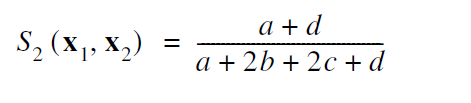 S₂(x₁, x₂) = (a + d) / (a + 2b + 2c + d)